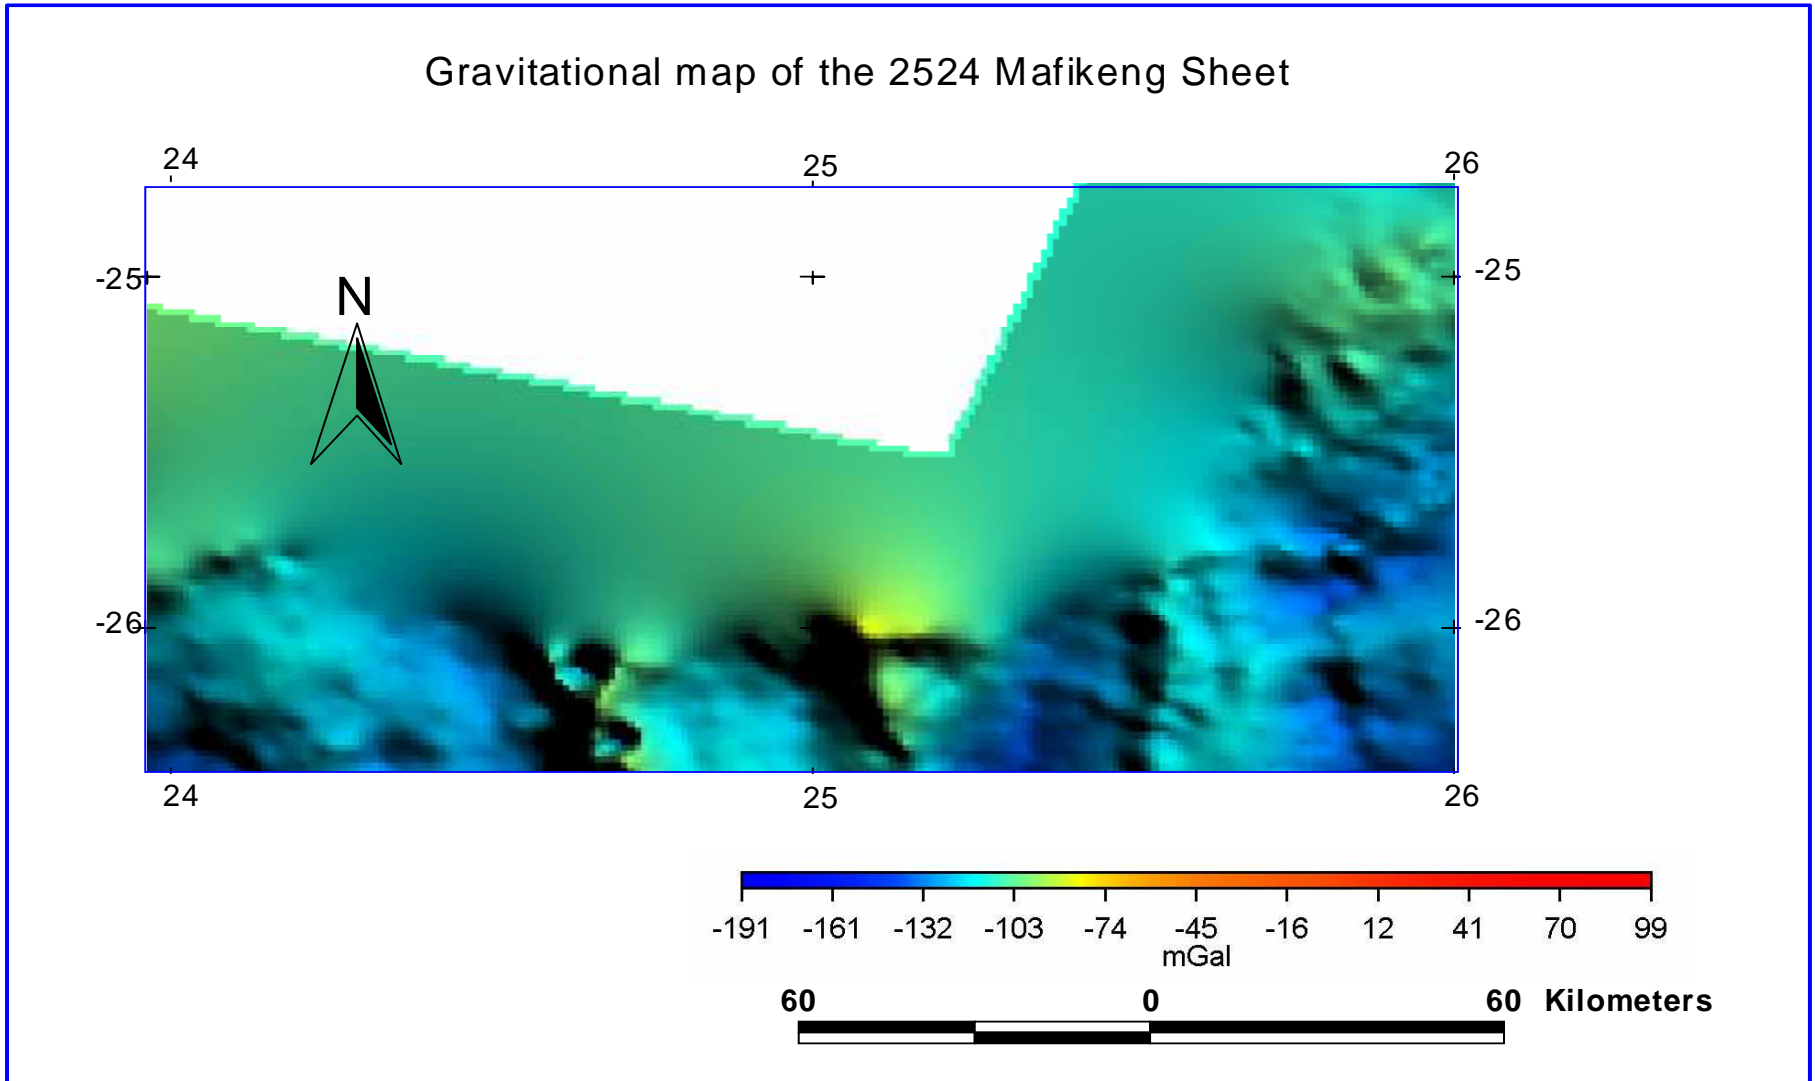 Gravitational map of the 2524 Mafikeng Sheet
24 25 26
-25 -25
N
-26 -26
24 25 26
-191 -161 -132 -103 -74 -45 -16 12 41 70 99
mGal
60 0 60 Kilometers